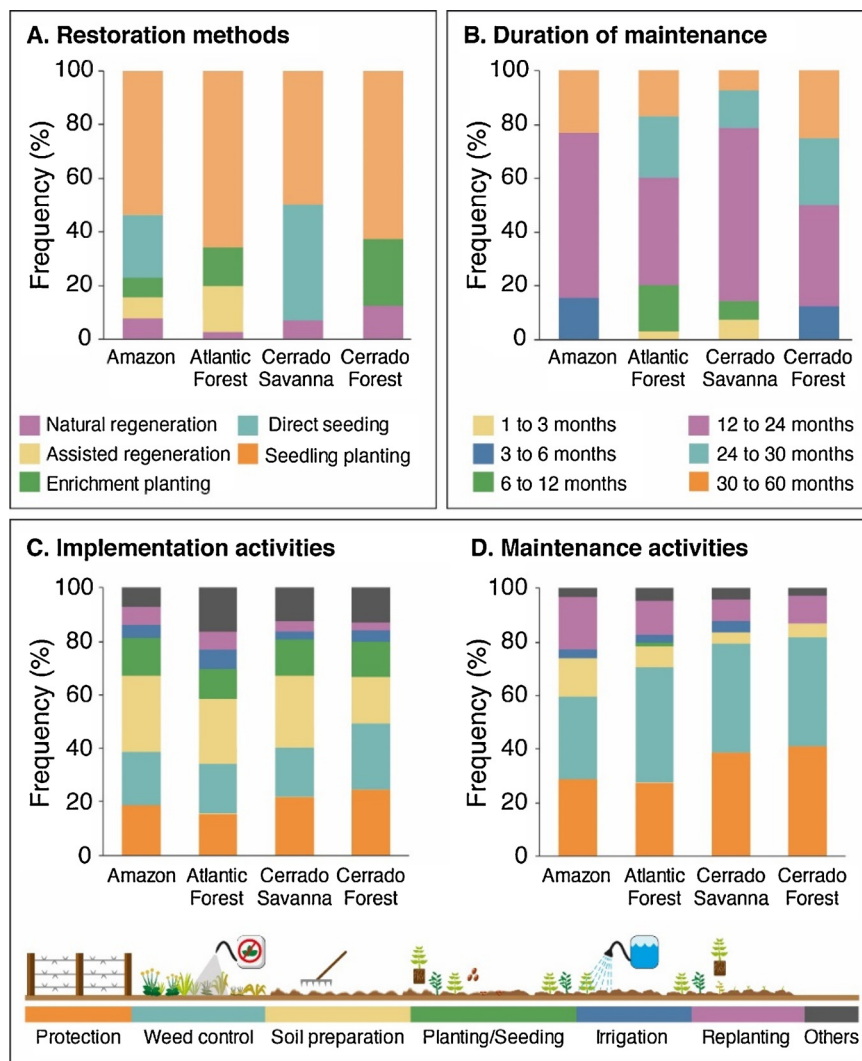 A. Restoration methods
Frequency (%)
100
80
60
40
20
0
Amazon
Atlantic
Forest
Cerrado
Savanna
Cerrado
Forest
Natural regeneration
Direct seeding
Assisted regeneration
Seedling planting
Enrichment planting
B. Duration of maintenance
Frequency (%)
100
80
60
40
20
0
Amazon
Atlantic
Forest
Cerrado
Savanna
Cerrado
Forest
1 to 3 months
12 to 24 months
3 to 6 months
24 to 30 months
6 to 12 months
30 to 60 months
C. Implementation activities
Frequency (%)
100
80
60
40
20
0
Amazon
Atlantic
Forest
Cerrado
Savanna
Cerrado
Forest
D. Maintenance activities
Frequency (%)
100
80
60
40
20
0
Amazon
Atlantic
Forest
Cerrado
Savanna
Cerrado
Forest
Protection
Weed control
Soil preparation
Planting/Seeding
Irrigation
Replanting
Others